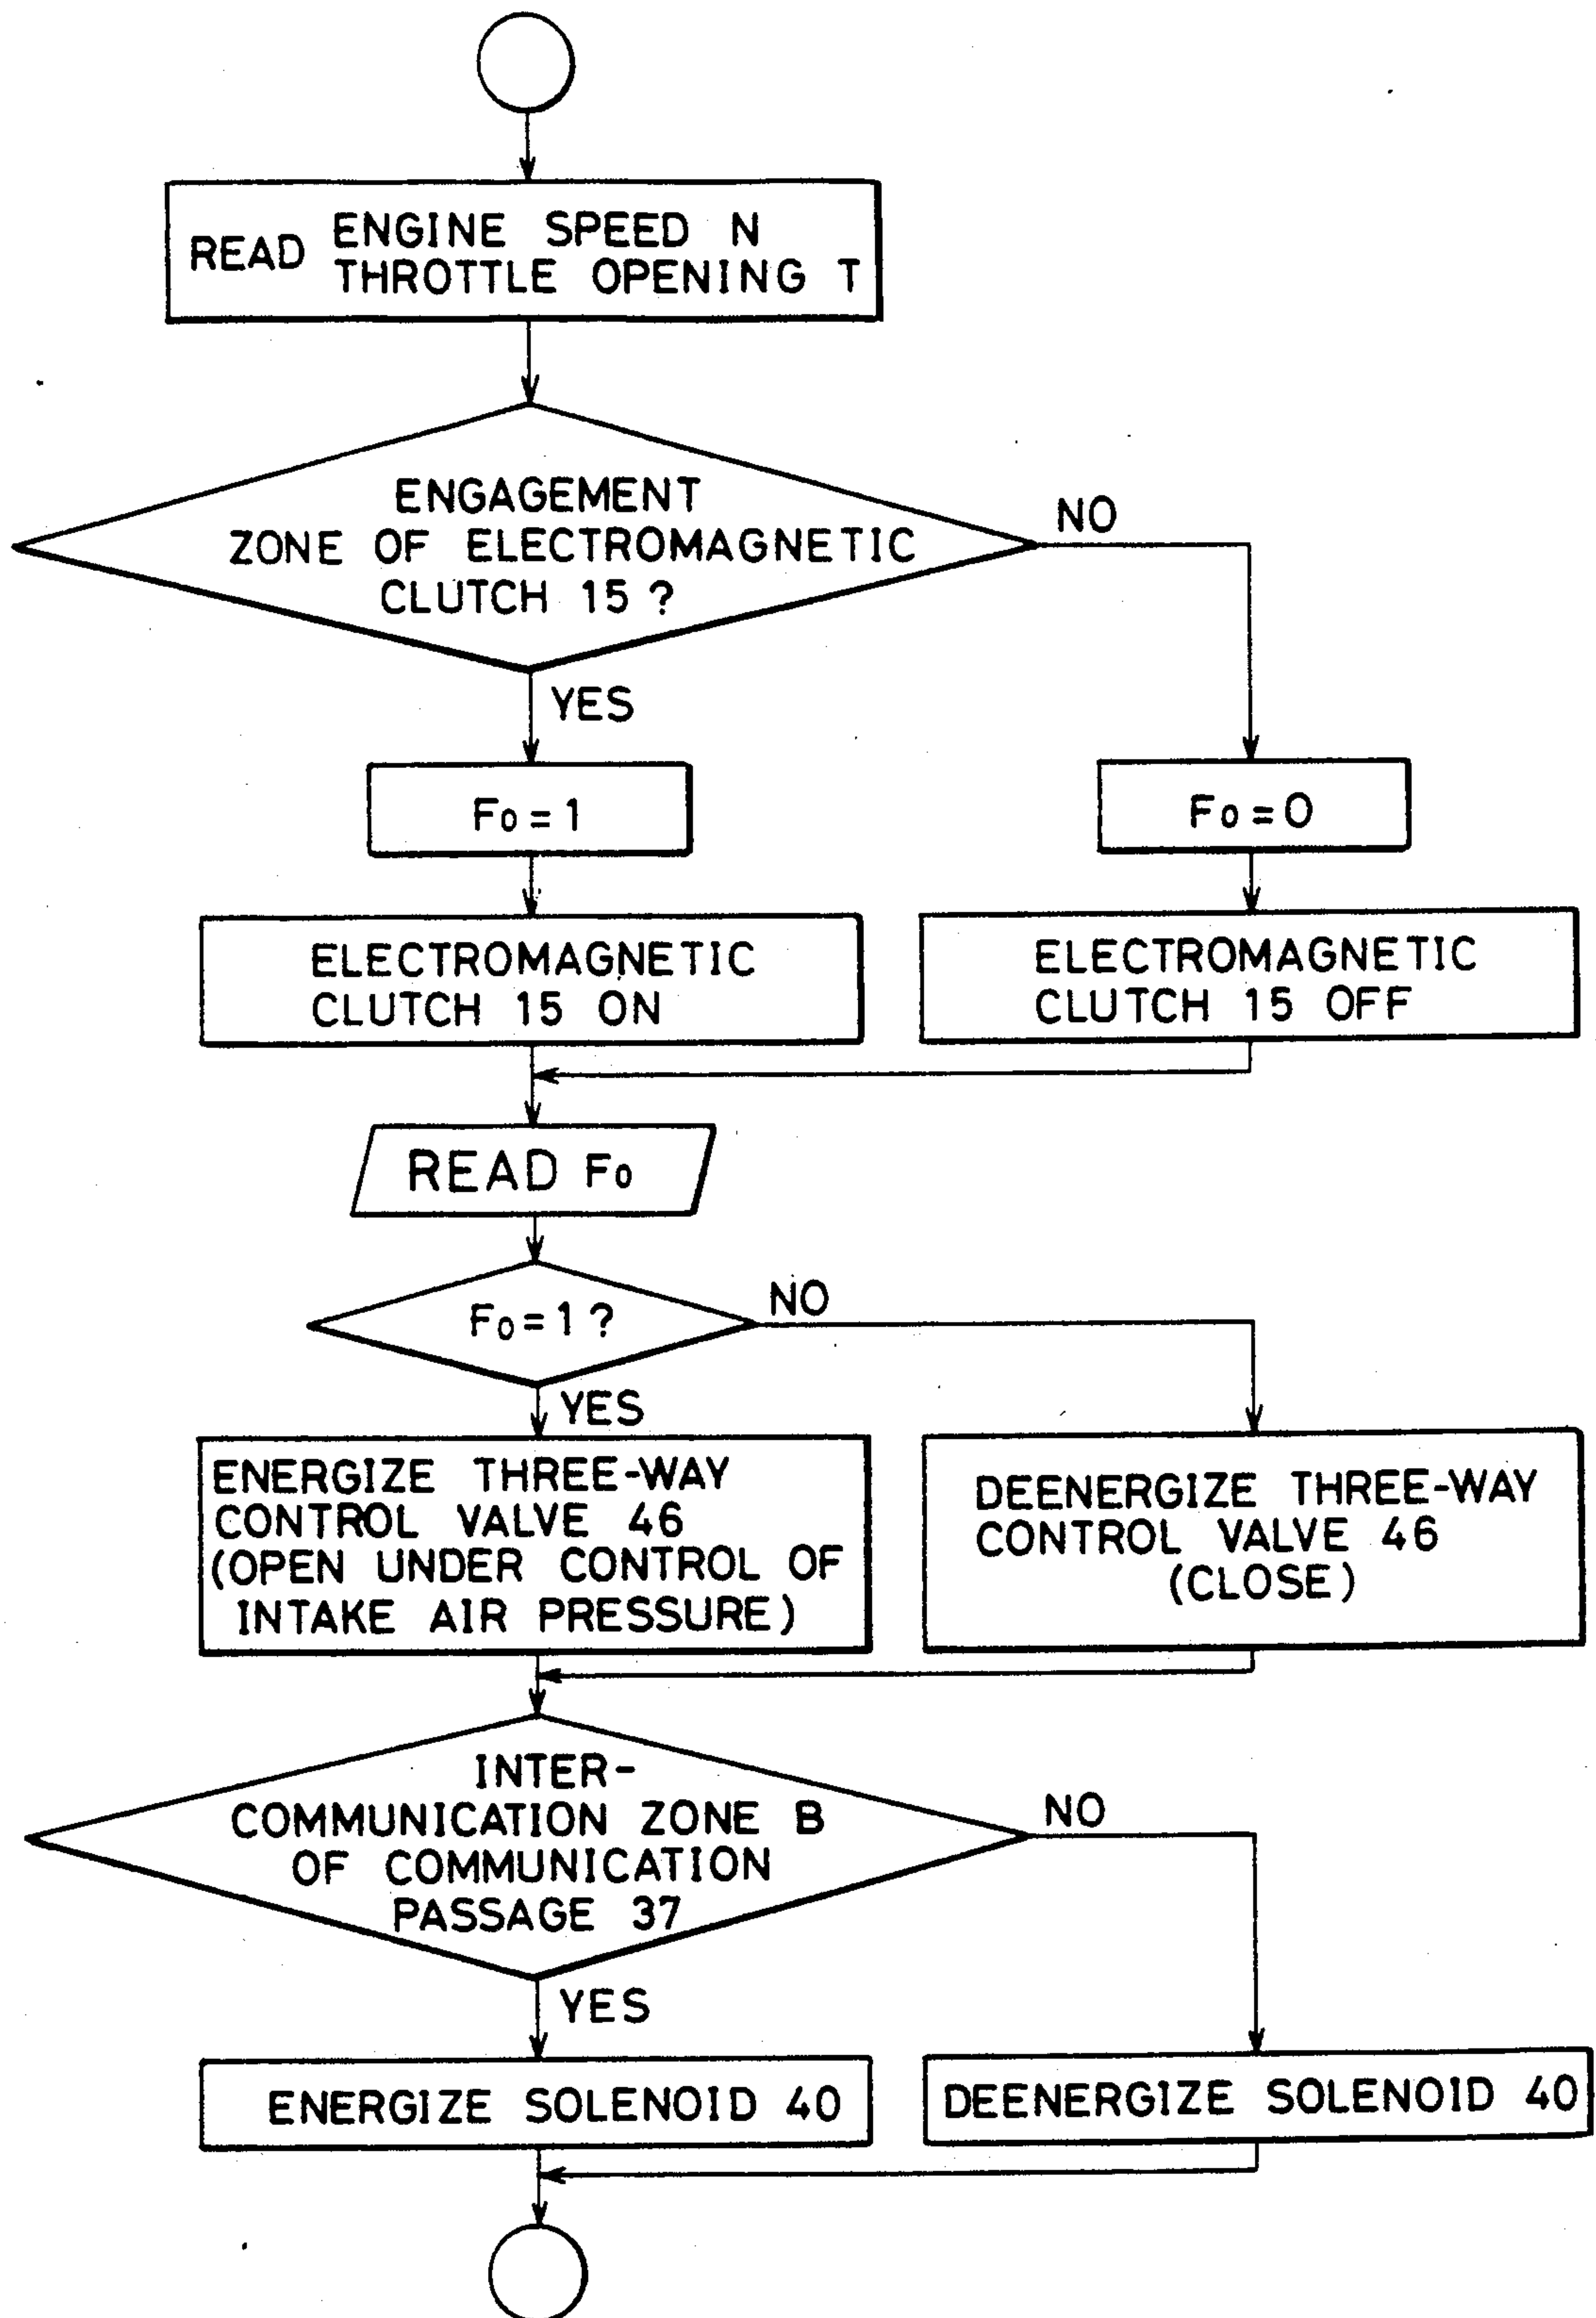 READ ENGINE SPEED N
THROTTLE OPENING T
ENGAGEMENT
ZONE OF ELECTROMAGNETIC
CLUTCH 15 ?
NO
YES
Fo = 1
Fo = 0
ELECTROMAGNETIC
CLUTCH 15 ON
ELECTROMAGNETIC
CLUTCH 15 OFF
READ Fo
Fo = 1 ?
NO
YES
ENERGIZE THREE-WAY
CONTROL VALVE 46
(OPEN UNDER CONTROL OF
INTAKE AIR PRESSURE)
DEENERGIZE THREE-WAY
CONTROL VALVE 46
(CLOSE)
INTER-
COMMUNICATION ZONE B
OF COMMUNICATION
PASSAGE 37
NO
YES
ENERGIZE SOLENOID 40
DEENERGIZE SOLENOID 40